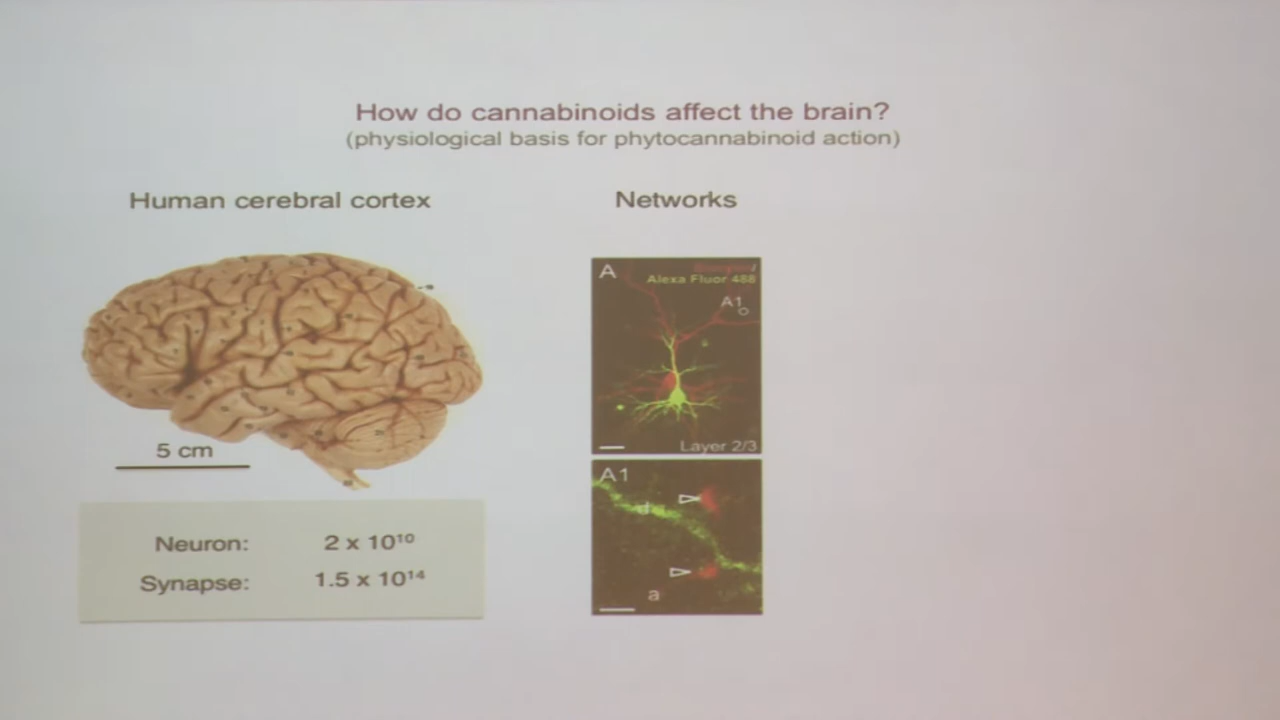 How do cannabinoids affect the brain?
(physiological basis for phytocannabinoid action)
Human cerebral cortex
5 cm
Neuron: 2 x 10¹⁰
Synapse: 1.5 x 10¹⁴
Networks
A
Alexa Fluor 488
A1
Layer 2/3
A1
d
a